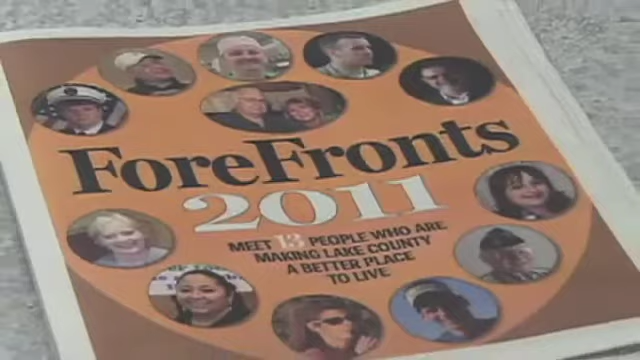 ForeFronts
2011
MEET 13 PEOPLE WHO ARE
MAKING LAKE COUNTY
A BETTER PLACE
TO LIVE